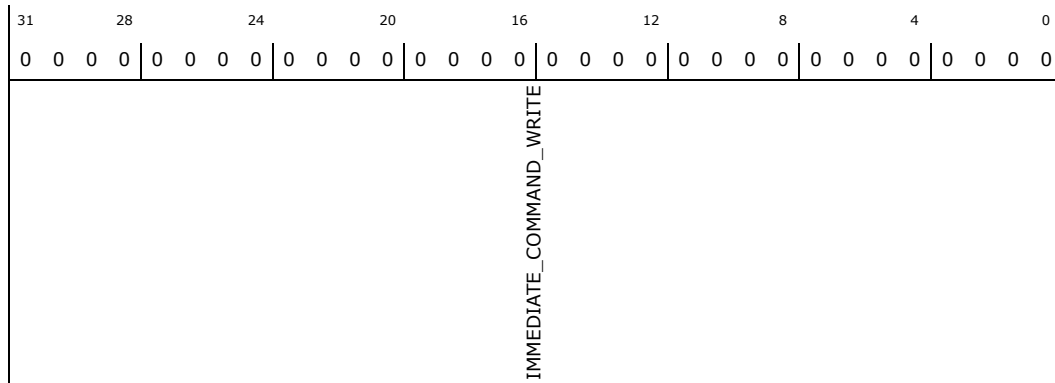 31 28 24 20 16 12 8 4 0
0 0 0 0 0 0 0 0 0 0 0 0 0 0 0 0 0 0 0 0 0 0 0 0 0 0 0 0 0 0 0 0
IMMEDIATE_COMMAND_WRITE